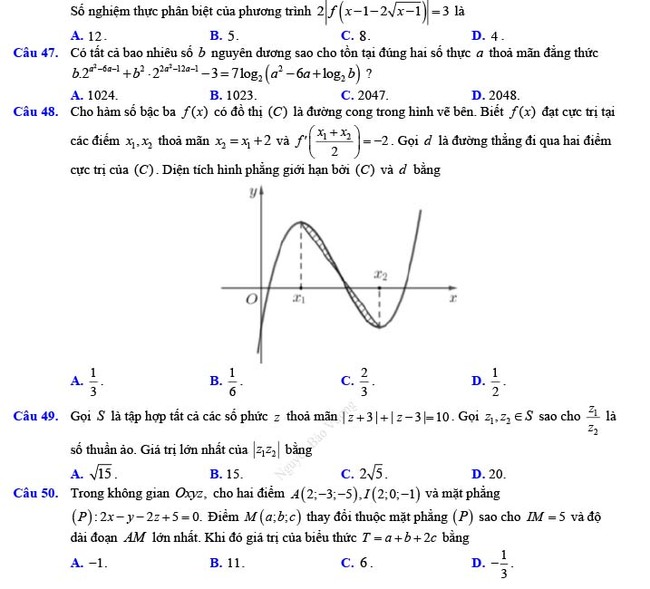 Số nghiệm thực phân biệt của phương trình 2|f(x−1−2√(x−1))|=3 là
A. 12. B. 5. C. 8. D. 4.
Câu 47. Có tất cả bao nhiêu số b nguyên dương sao cho tồn tại đúng hai số thực a thoả mãn đẳng thức
b.2^(a²−6a−1)+b².2^(2a²−12a−1)−3=7log₂(a²−6a+log₂b) ?
A. 1024. B. 1023. C. 2047. D. 2048.
Câu 48. Cho hàm số bậc ba f(x) có đồ thị (C) là đường cong trong hình vẽ bên. Biết f(x) đạt cực trị tại
các điểm x₁,x₂ thoả mãn x₂=x₁+2 và f'((x₁+x₂)/2)=−2. Gọi d là đường thẳng đi qua hai điểm
cực trị của (C). Diện tích hình phẳng giới hạn bởi (C) và d bằng
y
x₂
O x₁ x
A. 1/3. B. 1/6. C. 2/3. D. 1/2.
Câu 49. Gọi S là tập hợp tất cả các số phức z thoả mãn |z+3|+|z−3|=10. Gọi z₁,z₂∈S sao cho z₁/z₂ là
số thuần ảo. Giá trị lớn nhất của |z₁z₂| bằng
A. √15. B. 15. C. 2√5. D. 20.
Câu 50. Trong không gian Oxyz, cho hai điểm A(2;−3;−5),I(2;0;−1) và mặt phẳng
(P):2x−y−2z+5=0. Điểm M(a;b;c) thay đổi thuộc mặt phẳng (P) sao cho IM=5 và độ
dài đoạn AM lớn nhất. Khi đó giá trị của biểu thức T=a+b+2c bằng
A. −1. B. 11. C. 6. D. −1/3.